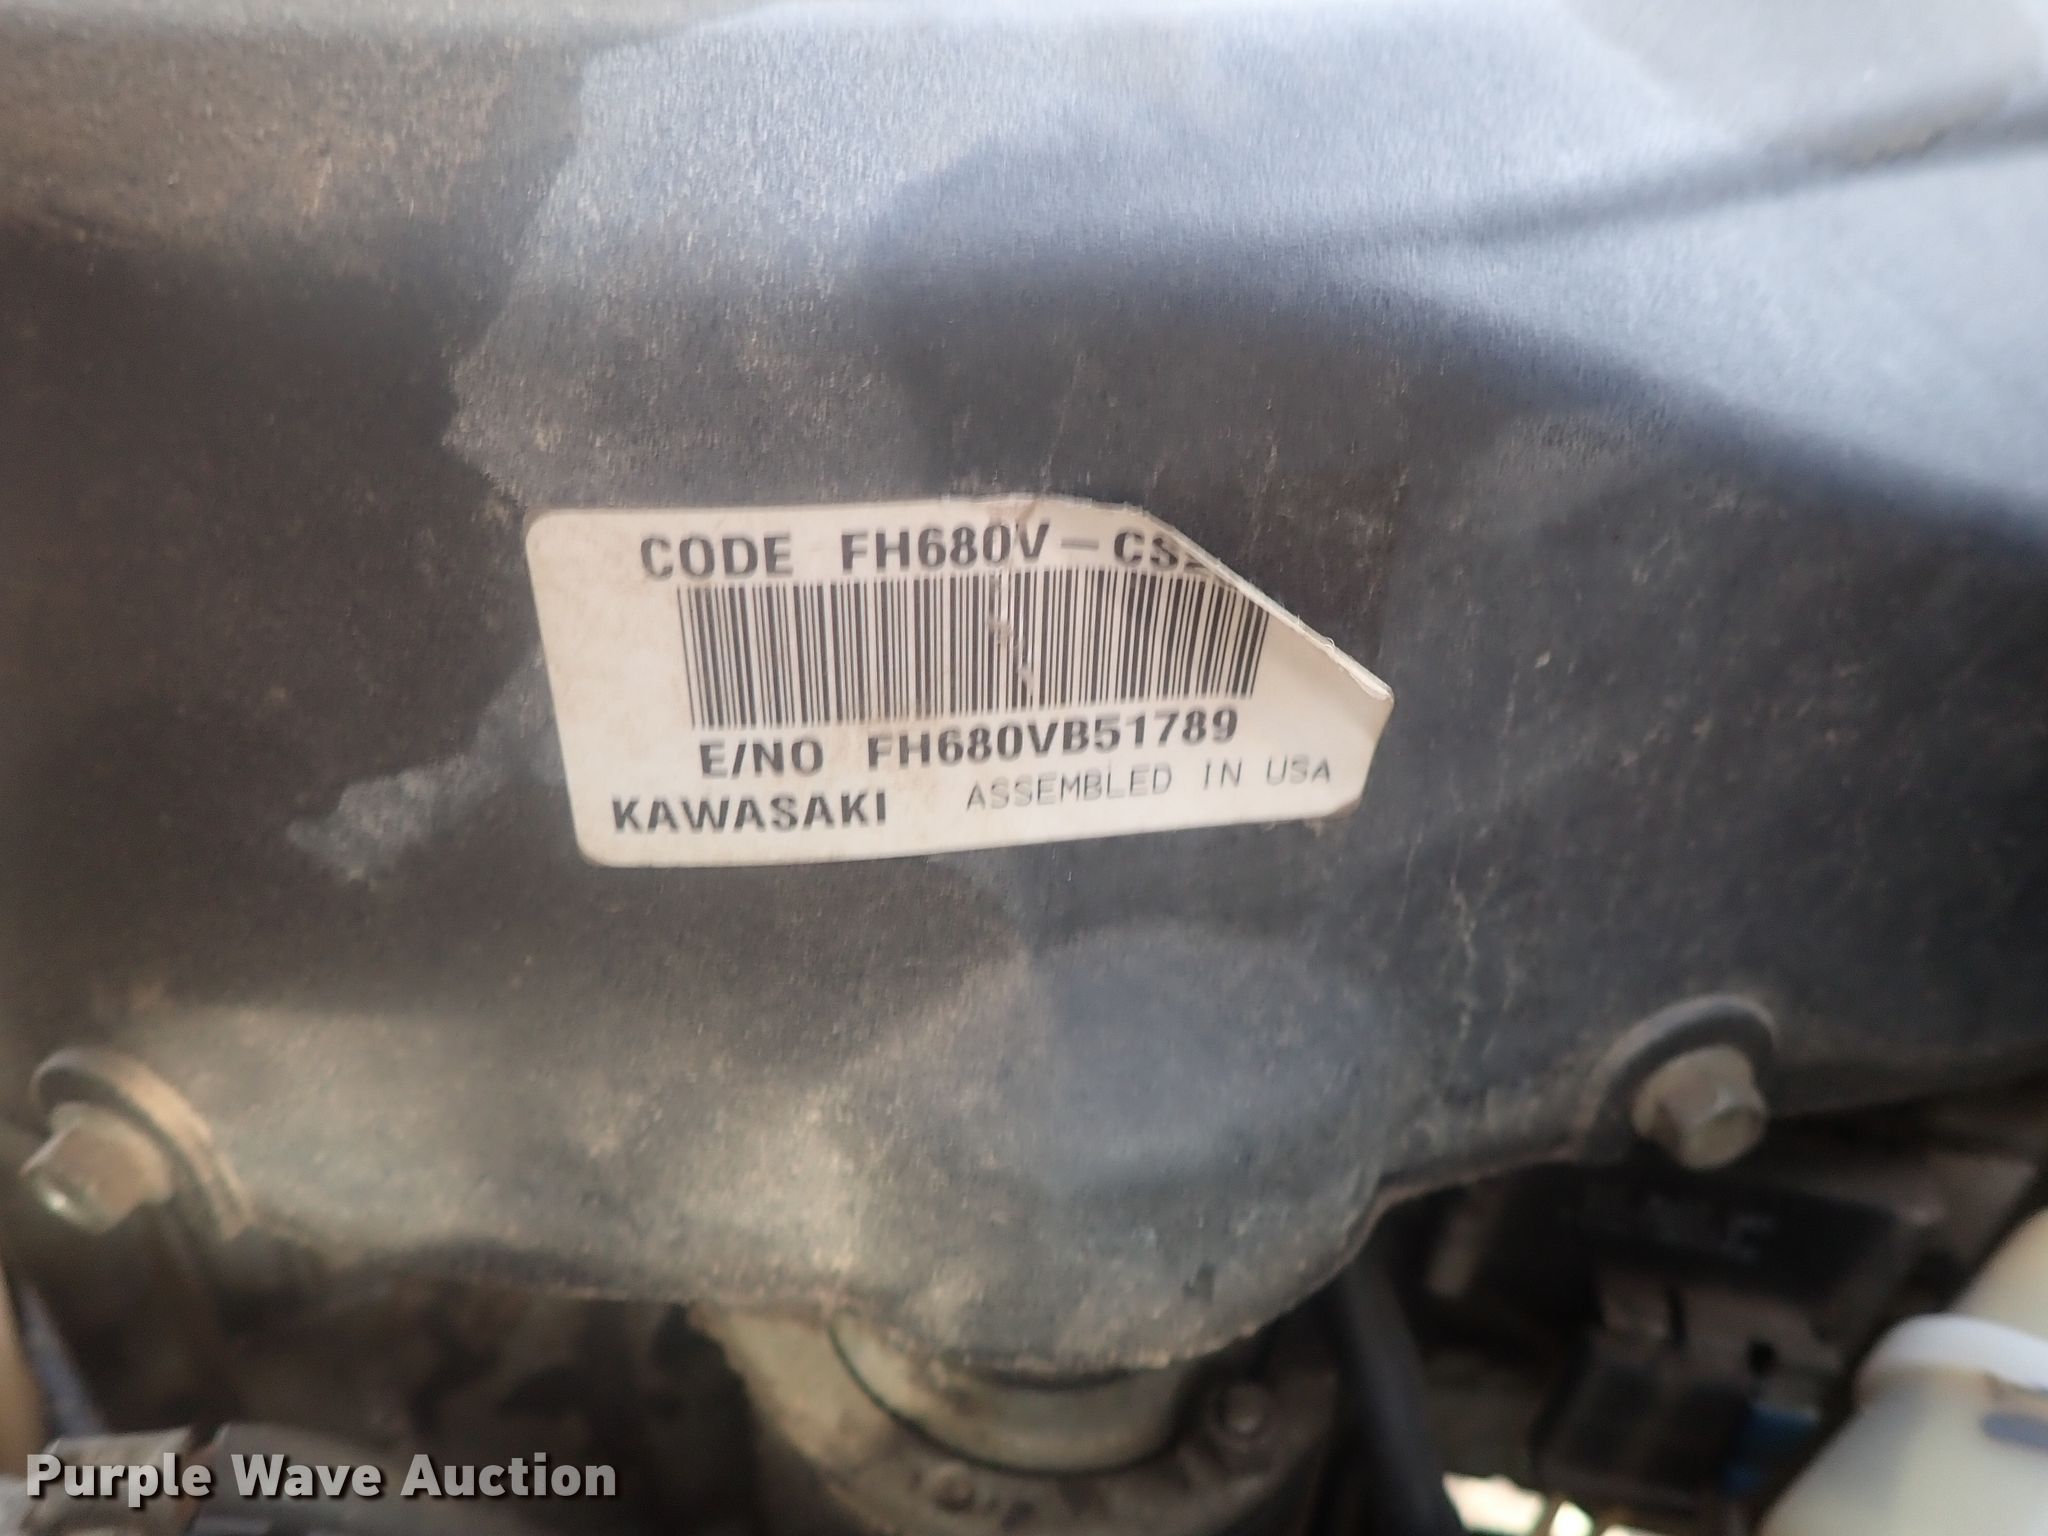 CODE FH680V-CS
E/NO FH680VB51789
KAWASAKI ASSEMBLED IN USA
Purple Wave Auction